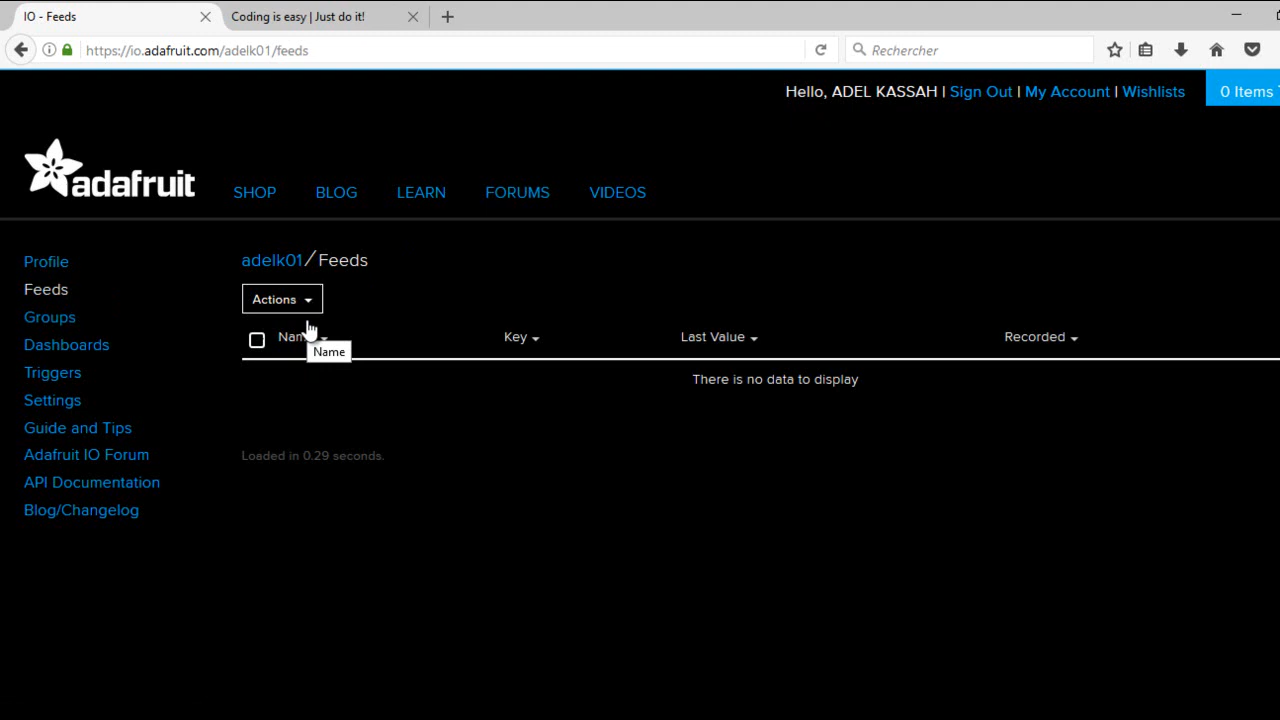 IO - Feeds
Coding is easy | Just do it!
https://io.adafruit.com/adelk01/feeds
Rechercher
Hello, ADEL KASSAH | Sign Out | My Account | Wishlists
0 Items
adafruit
SHOP BLOG LEARN FORUMS VIDEOS
Profile
Feeds
Groups
Dashboards
Triggers
Settings
Guide and Tips
Adafruit IO Forum
API Documentation
Blog/Changelog
adelk01/Feeds
Actions
Name Key Last Value Recorded
Name
There is no data to display
Loaded in 0.29 seconds.